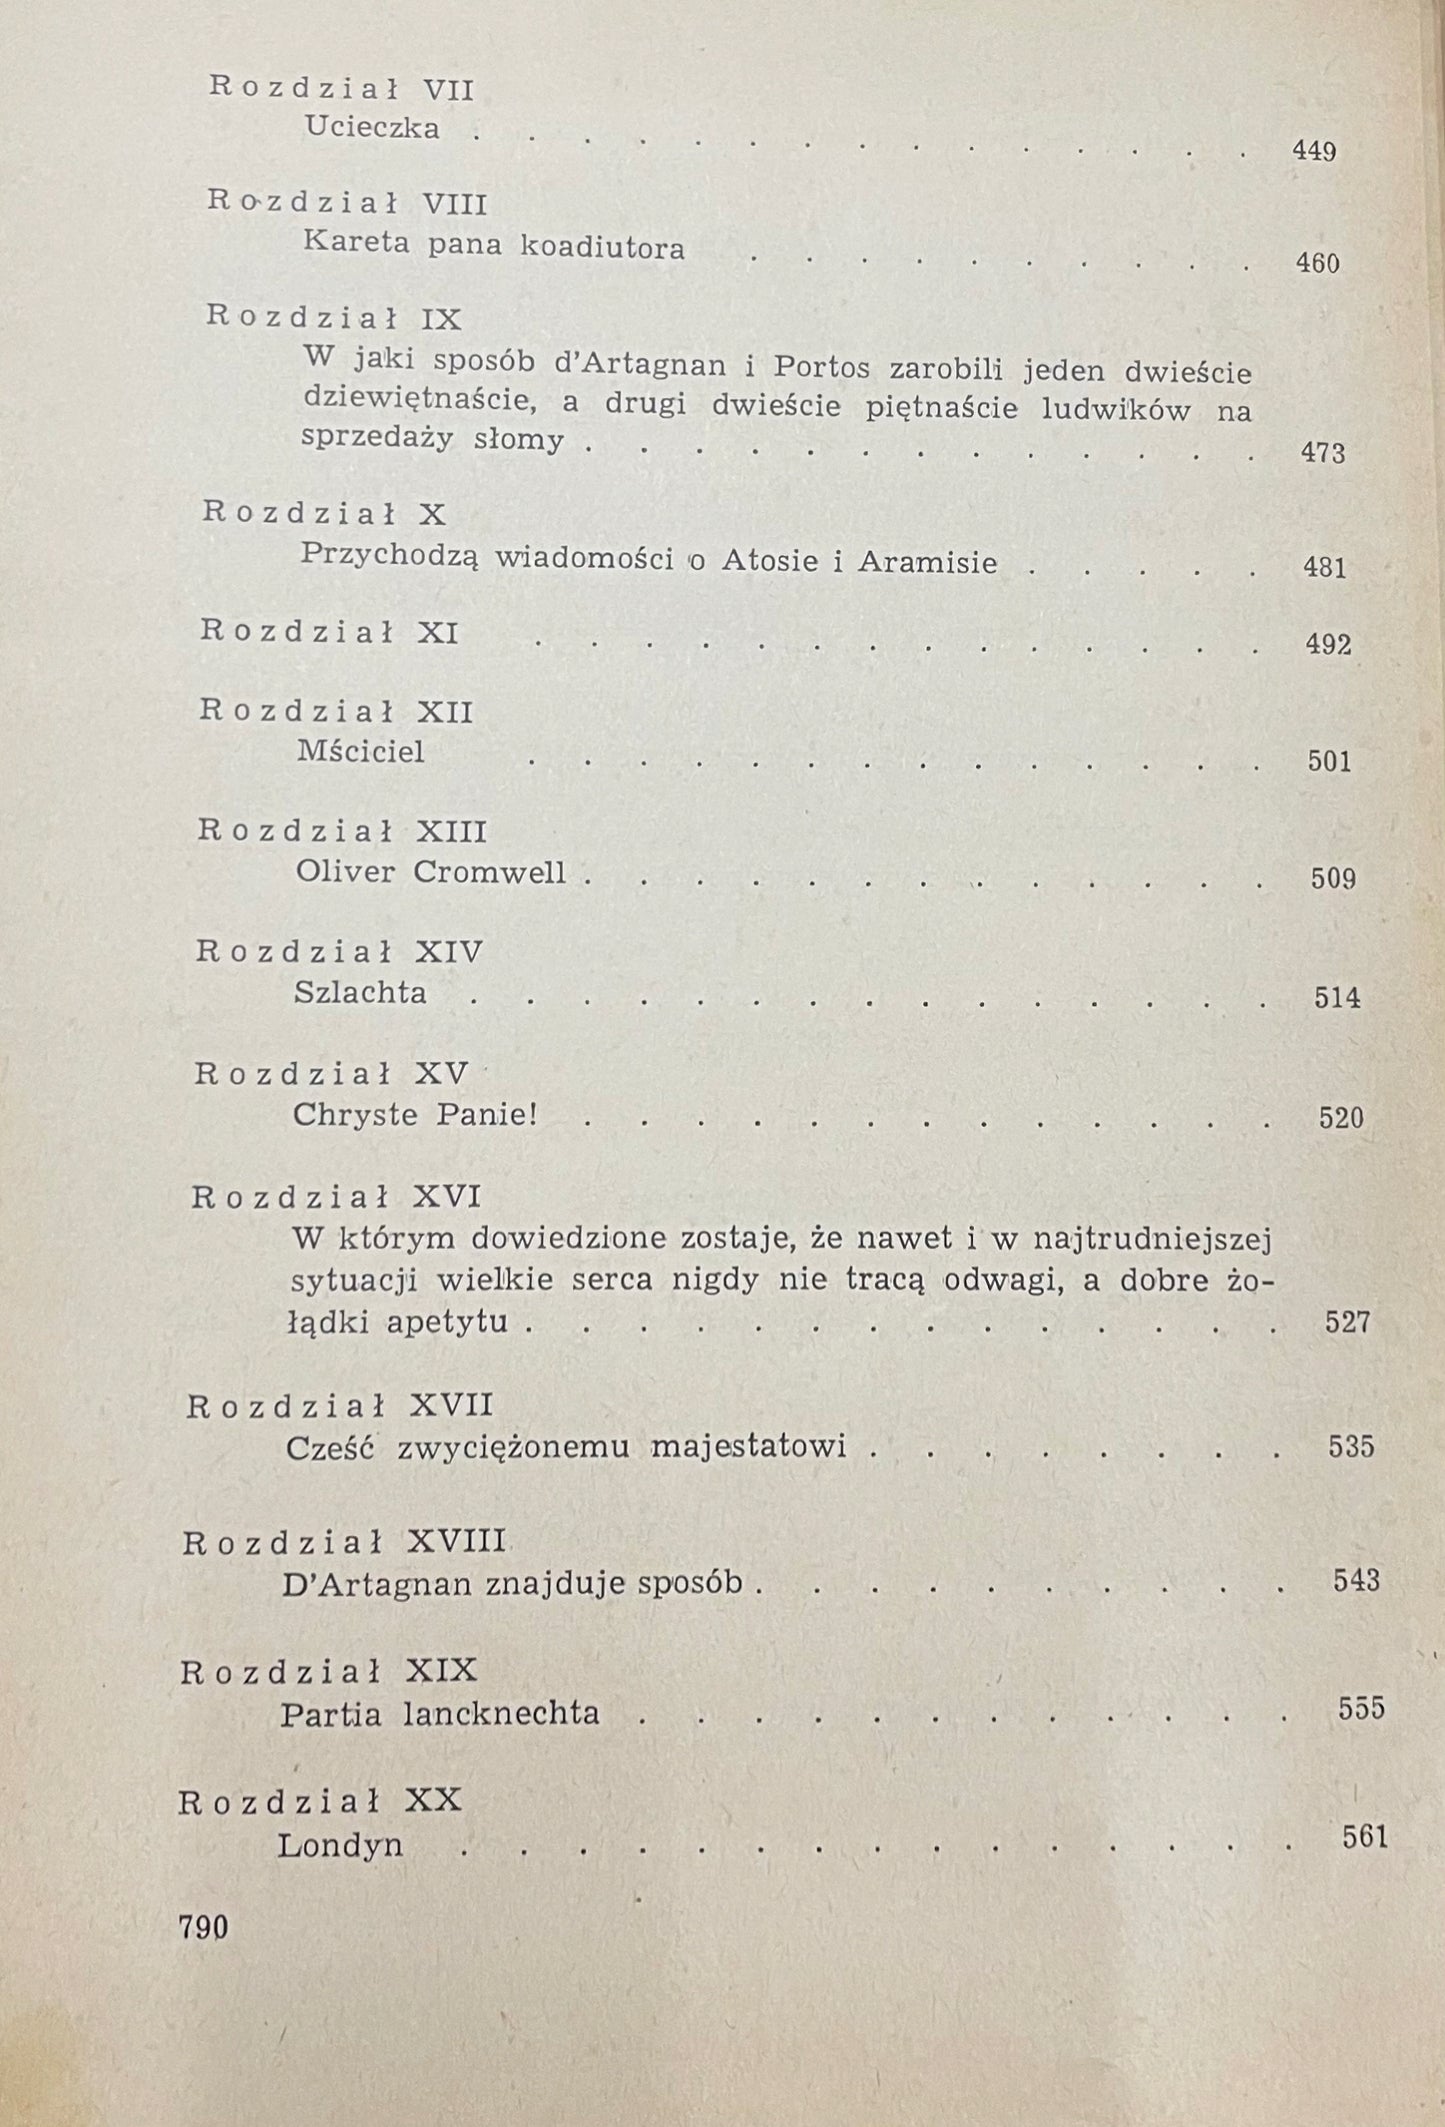 Rozdział VII
Ucieczka . . . . . . . . . . . . . . . 449
Rozdział VIII
Kareta pana koadiutora . . . . . . . . . . 460
Rozdział IX
W jaki sposób d'Artagnan i Portos zarobili jeden dwieście
dziewiętnaście, a drugi dwieście piętnaście ludwików na
sprzedaży słomy . . . . . . . . . . . . . 473
Rozdział X
Przychodzą wiadomości o Atosie i Aramisie . . . . . 481
Rozdział XI . . . . . . . . . . . . . . 492
Rozdział XII
Mściciel . . . . . . . . . . . . . . 501
Rozdział XIII
Oliver Cromwell . . . . . . . . . . . . . 509
Rozdział XIV
Szlachta . . . . . . . . . . . . . . . 514
Rozdział XV
Chryste Panie! . . . . . . . . . . . . . 520
Rozdział XVI
W którym dowiedzione zostaje, że nawet i w najtrudniejszej
sytuacji wielkie serca nigdy nie tracą odwagi, a dobre żo-
łądki apetytu . . . . . . . . . . . . . . 527
Rozdział XVII
Cześć zwyciężonemu majestatowi . . . . . . . . 535
Rozdział XVIII
D'Artagnan znajduje sposób . . . . . . . . . . 543
Rozdział XIX
Partia lancknechta . . . . . . . . . . . . 555
Rozdział XX
Londyn . . . . . . . . . . . . . . . 561
790